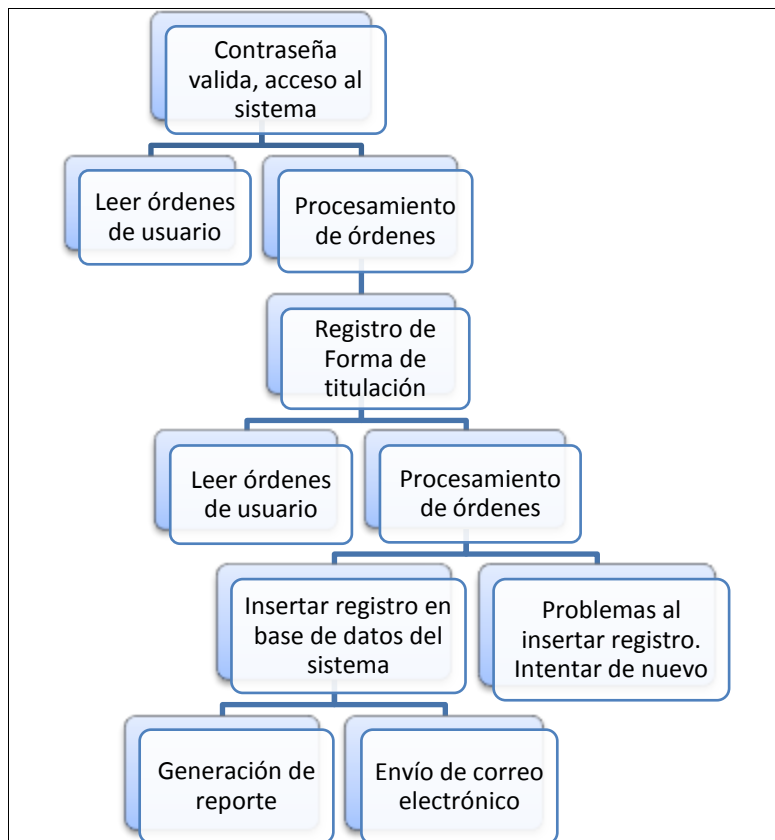 Contraseña
valida, acceso al
sistema
Leer órdenes
de usuario
Procesamiento
de órdenes
Registro de
Forma de
titulación
Leer órdenes
de usuario
Procesamiento
de órdenes
Insertar registro en
base de datos del
sistema
Problemas al
insertar registro.
Intentar de nuevo
Generación de
reporte
Envío de correo
electrónico